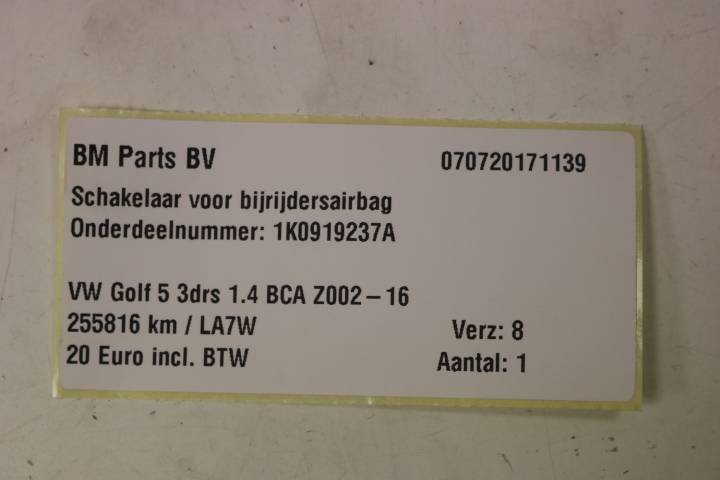 BM Parts BV 070720171139
Schakelaar voor bijrijdersairbag
Onderdeelnummer: 1K0919237A
VW Golf 5 3drs 1.4 BCA Z002-16
255816 km / LA7W Verz: 8
20 Euro incl. BTW Aantal: 1